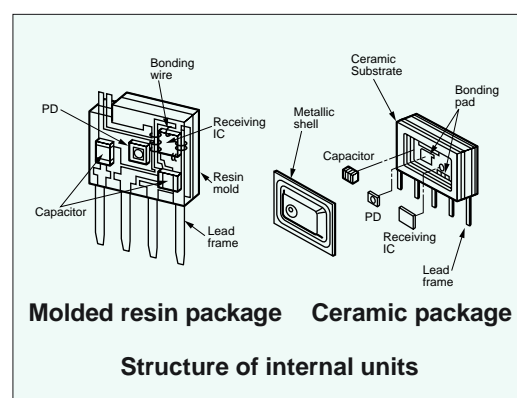 Bonding
wire
PD
Receiving
IC
Resin
mold
Capacitor
Lead
frame
Molded resin package
Ceramic
Substrate
Bonding
pad
Metallic
shell
Capacitor
PD
Receiving
IC
Lead
frame
Ceramic package
Structure of internal units